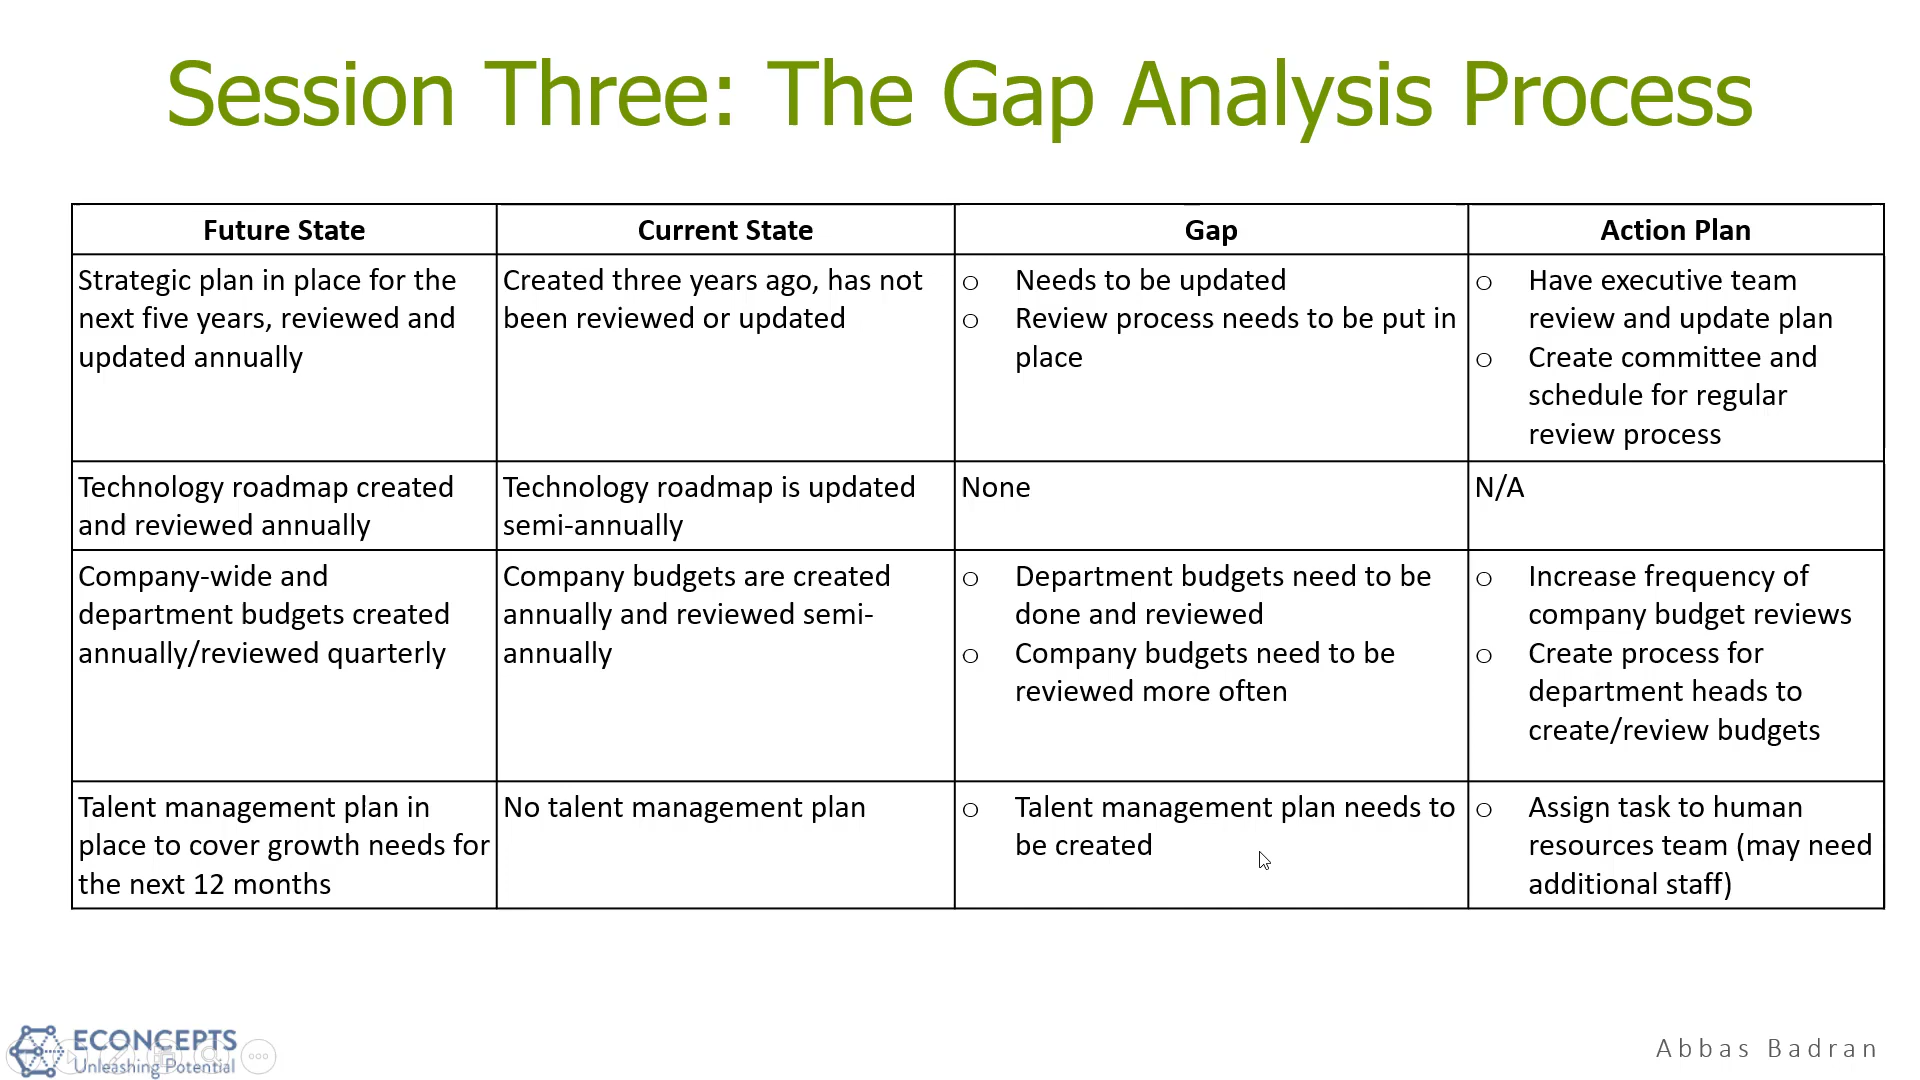 Session Three: The Gap Analysis Process
Future State
Current State
Gap
Action Plan
Strategic plan in place for the
next five years, reviewed and
updated annually
Created three years ago, has not
been reviewed or updated
o Needs to be updated
o Review process needs to be put in
place
o Have executive team
review and update plan
o Create committee and
schedule for regular
review process
Technology roadmap created
and reviewed annually
Technology roadmap is updated
semi-annually
None
N/A
Company-wide and
department budgets created
annually/reviewed quarterly
Company budgets are created
annually and reviewed semi-
annually
o Department budgets need to be
done and reviewed
o Company budgets need to be
reviewed more often
o Increase frequency of
company budget reviews
o Create process for
department heads to
create/review budgets
Talent management plan in
place to cover growth needs for
the next 12 months
No talent management plan
o Talent management plan needs to
be created
o Assign task to human
resources team (may need
additional staff)
ECONCEPTS
Unleashing Potential
Abbas Badran